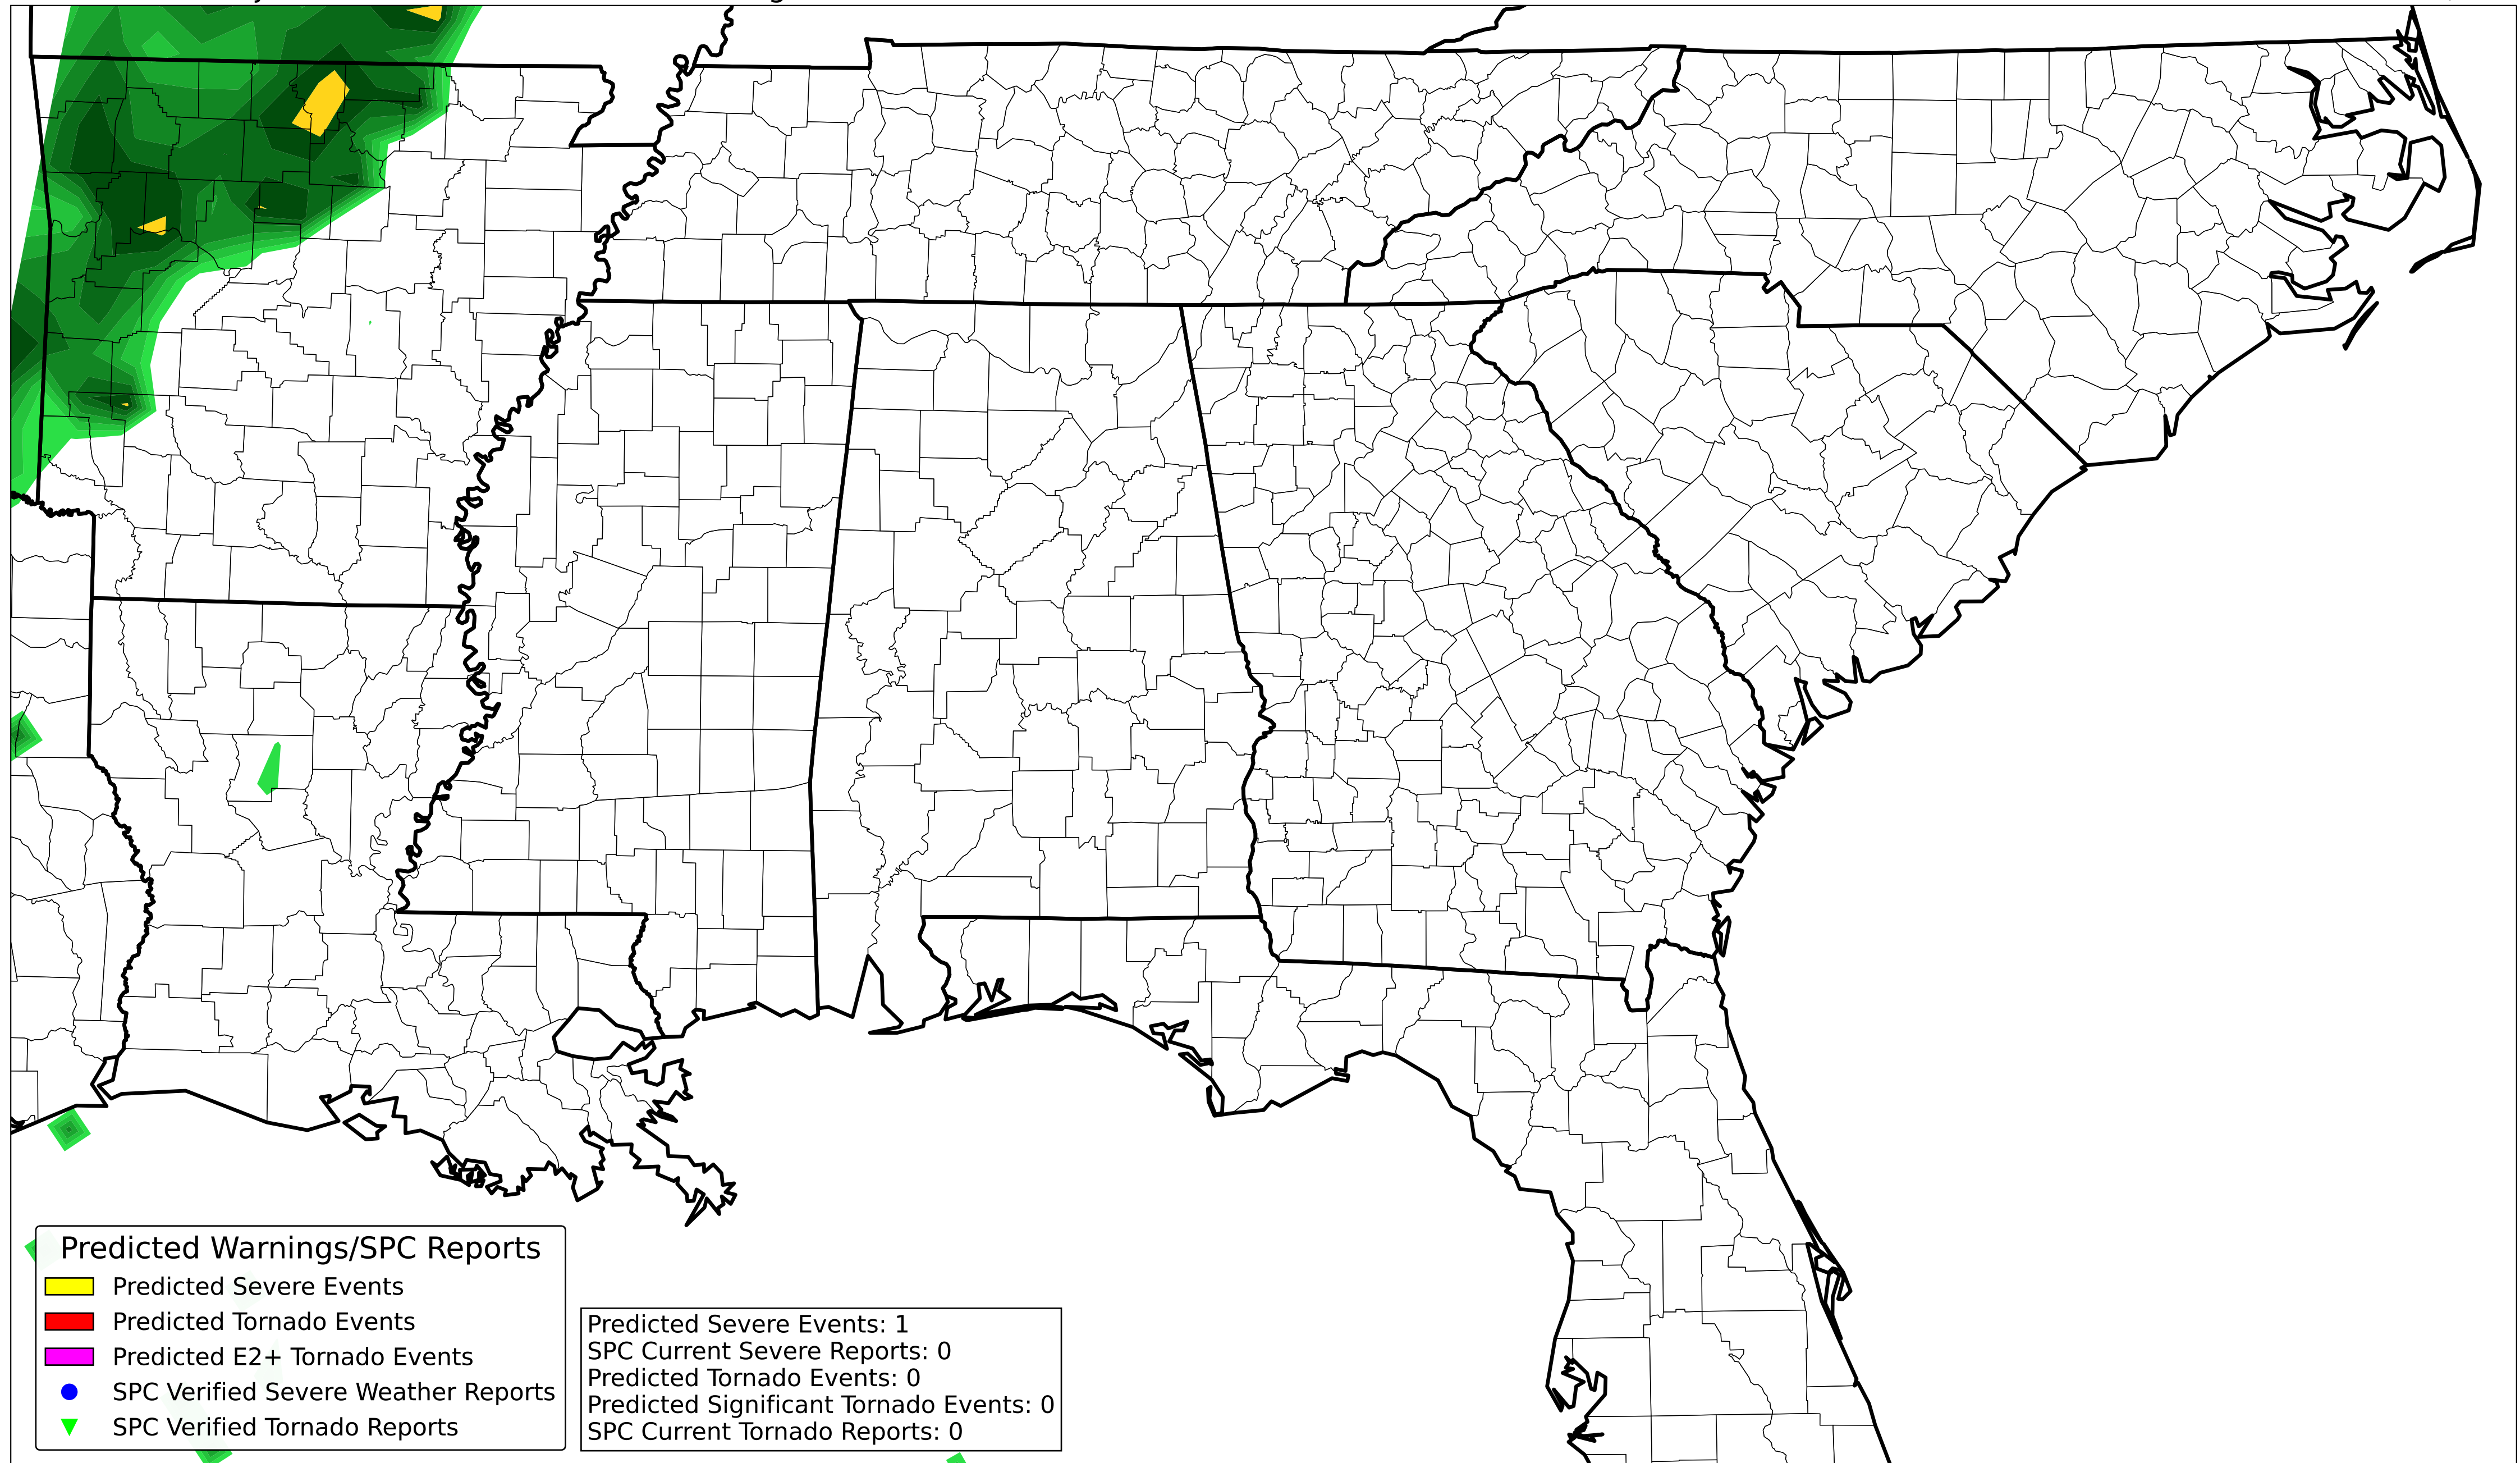 Predicted Warnings/SPC Reports
Predicted Severe Events
Predicted Tornado Events
Predicted E2+ Tornado Events
SPC Verified Severe Weather Reports
SPC Verified Tornado Reports
Predicted Severe Events: 1
SPC Current Severe Reports: 0
Predicted Tornado Events: 0
Predicted Significant Tornado Events: 0
SPC Current Tornado Reports: 0